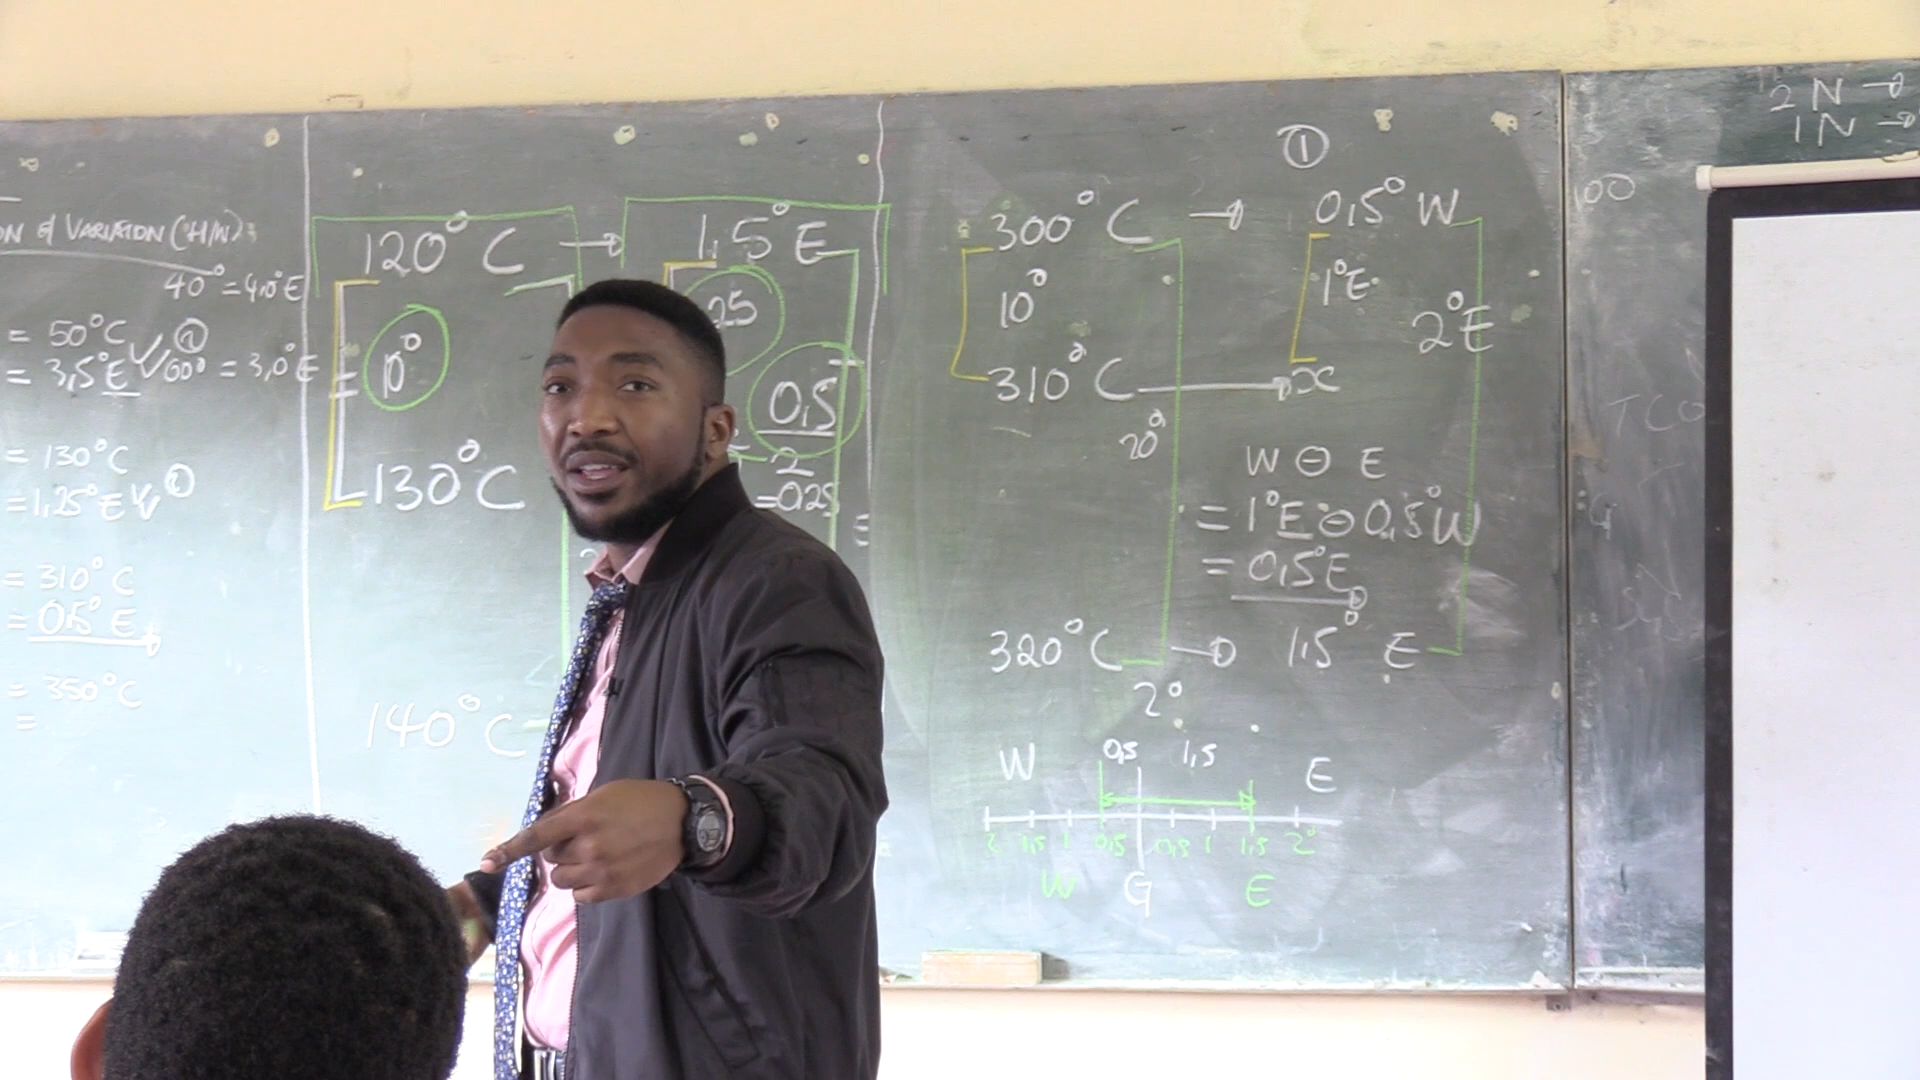 ON of VARIATION (H/W):
40° = 4,0°E
= 50°C
= 3,5°E
60° = 3,0°E
= 130°C
= 1,25°E
①
= 310°C
= 0,5°E
= 350°C
=
120°C → 1,5°E
10°
25
0,5
2
=0,25
130°C
E
140°C
①
300°C → 0,5°W
10°
1°E
2°E
310°C → x
20°
W ⊖ E
= 1°E ⊖ 0,5°W
= 0,5°E
320°C → 1,5° E
2°
W 0,5 1,5 E
2 1,5 1 0,5 0,5 1 1,5 2°
W G E
2 N →
1 N →
100